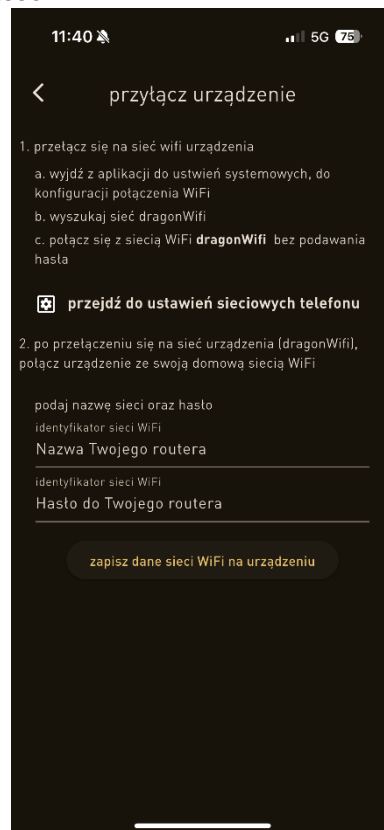 11:40
5G 75
przyłącz urządzenie
1. przełącz się na sieć wifi urządzenia
a. wyjdź z aplikacji do ustwień systemowych, do
konfiguracji połączenia WiFi
b. wyszukaj sieć dragonWifi
c. połącz się z siecią WiFi dragonWifi bez podawania
hasła
przejdź do ustawień sieciowych telefonu
2. po przełączeniu się na sieć urządzenia (dragonWifi),
połącz urządzenie ze swoją domową siecią WiFi
podaj nazwę sieci oraz hasło
identyfikator sieci WiFi
Nazwa Twojego routera
identyfikator sieci WiFi
Hasło do Twojego routera
zapisz dane sieci WiFi na urządzeniu